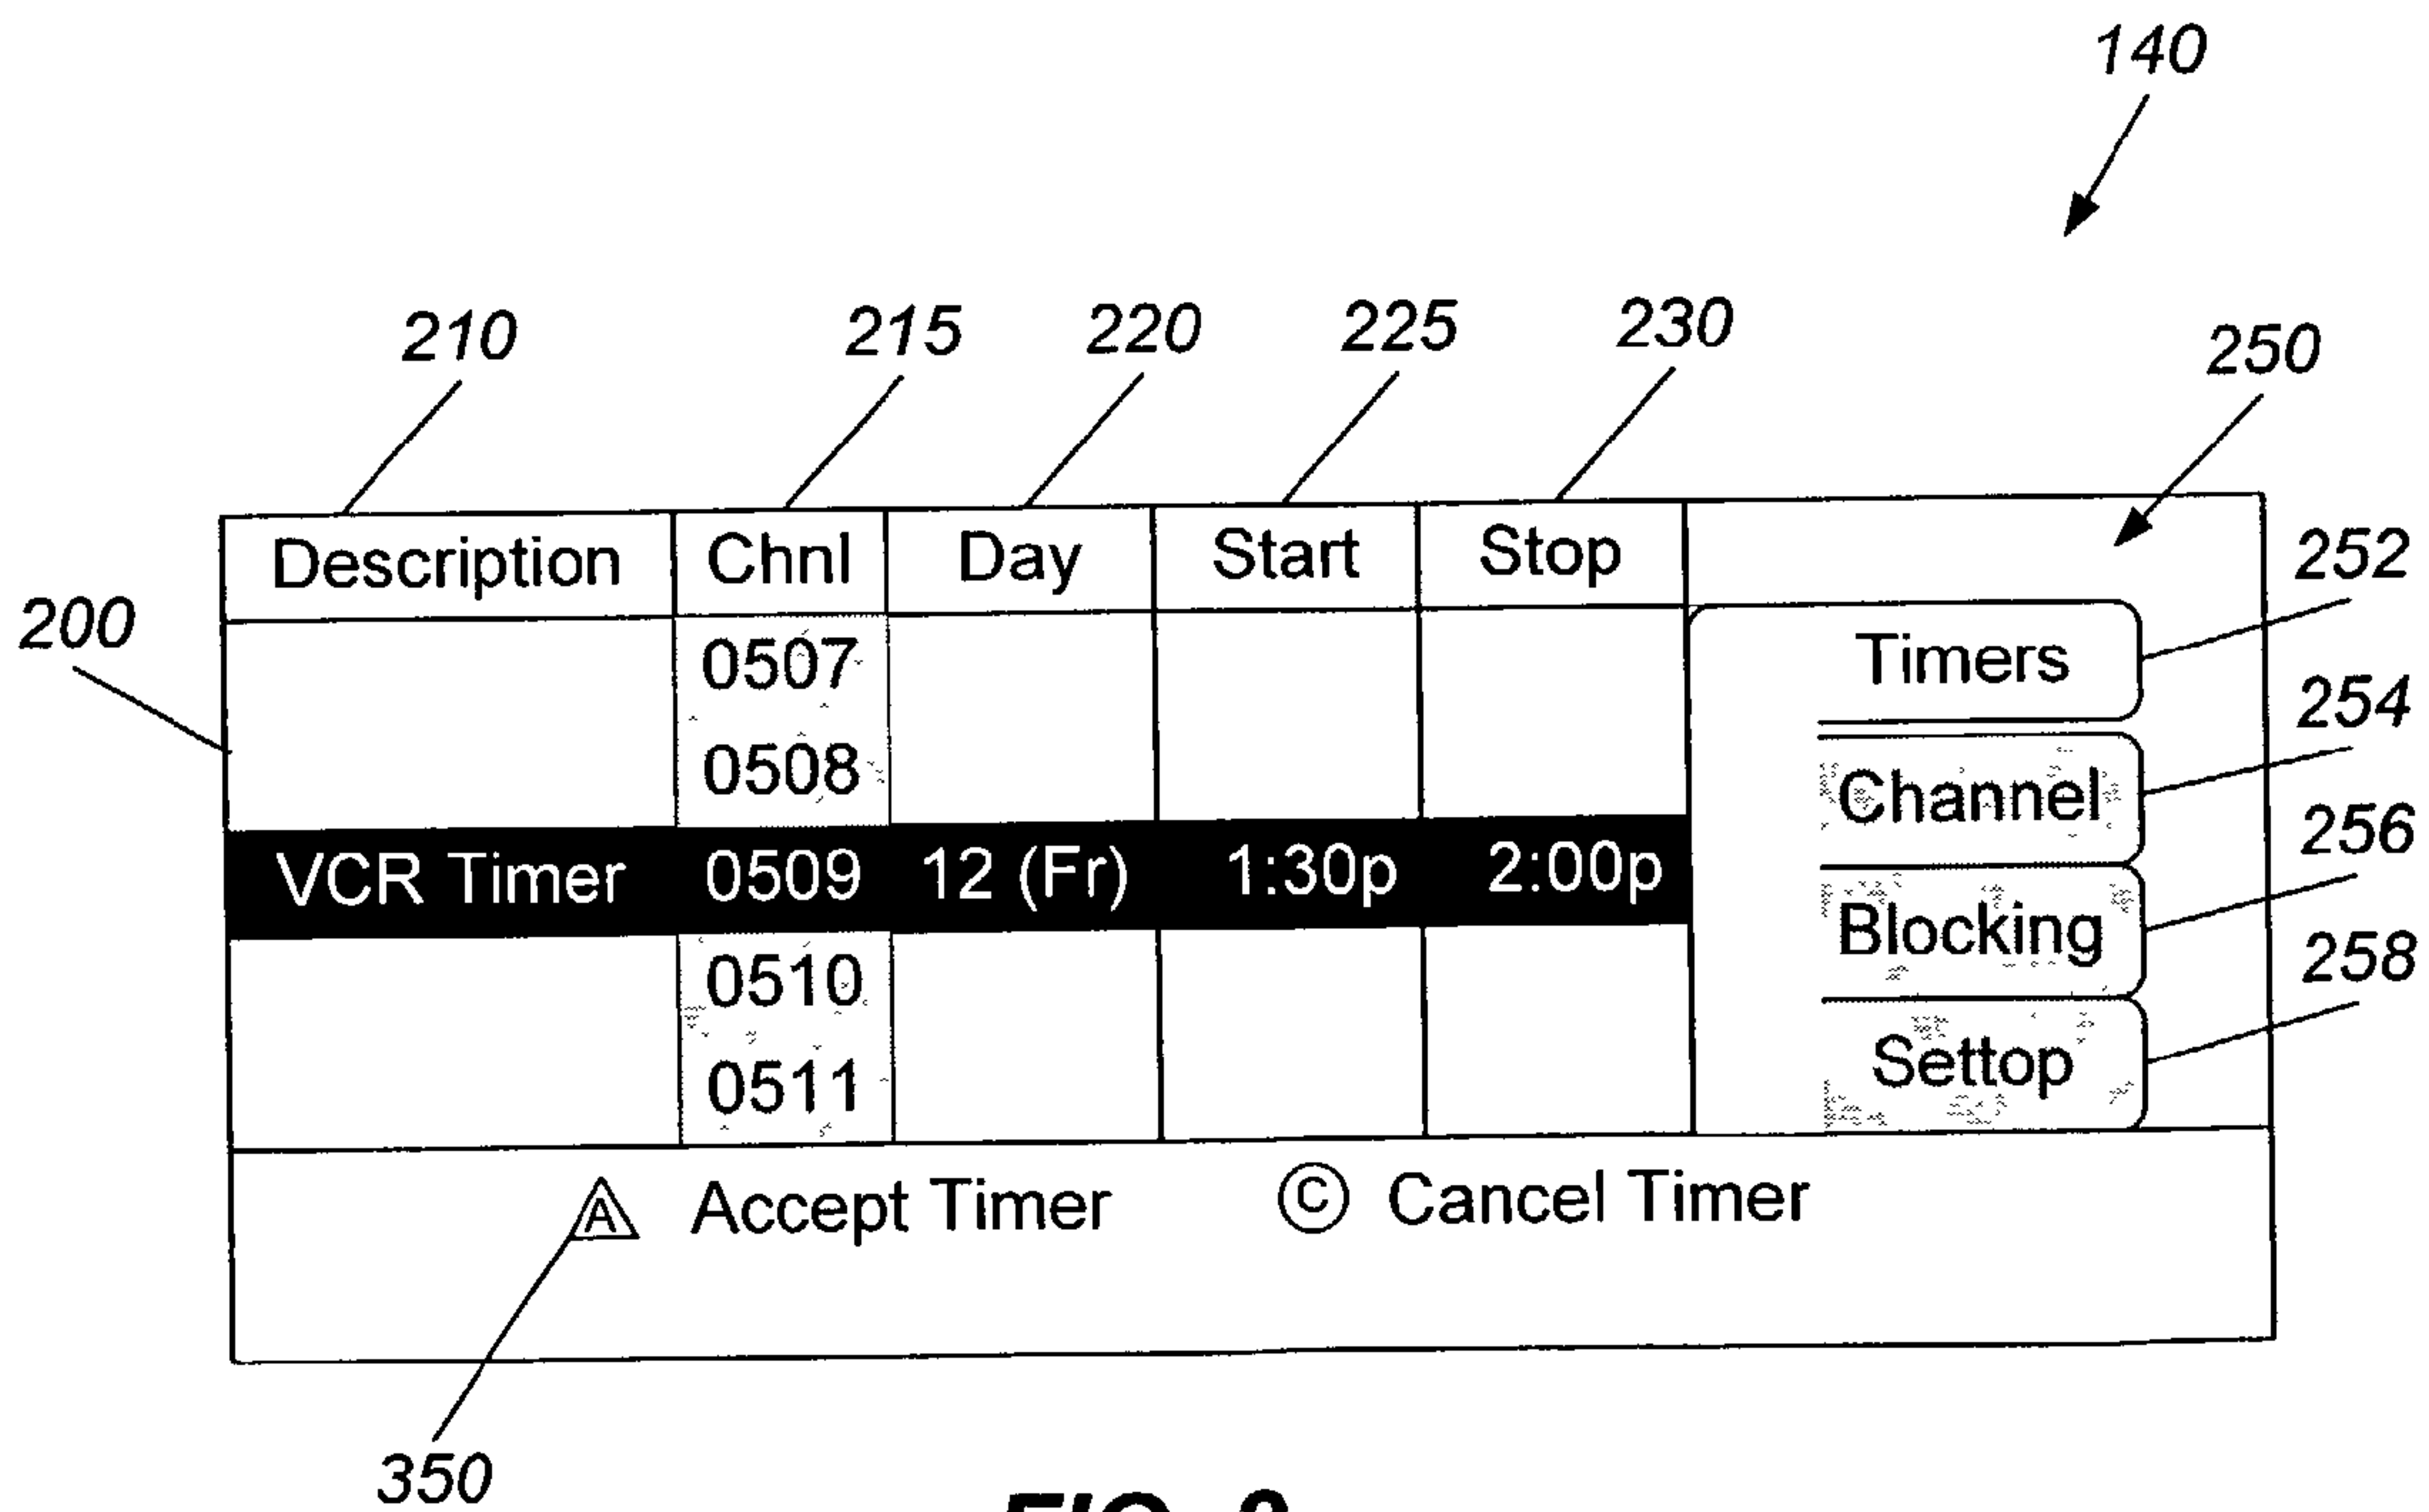 140
210 215 220 225 230 250
Description Chnl Day Start Stop
252
200
0507
Timers
254
0508
Channel
256
VCR Timer 0509 12 (Fr) 1:30p 2:00p
Blocking
258
0510
Settop
0511
A Accept Timer C Cancel Timer
350